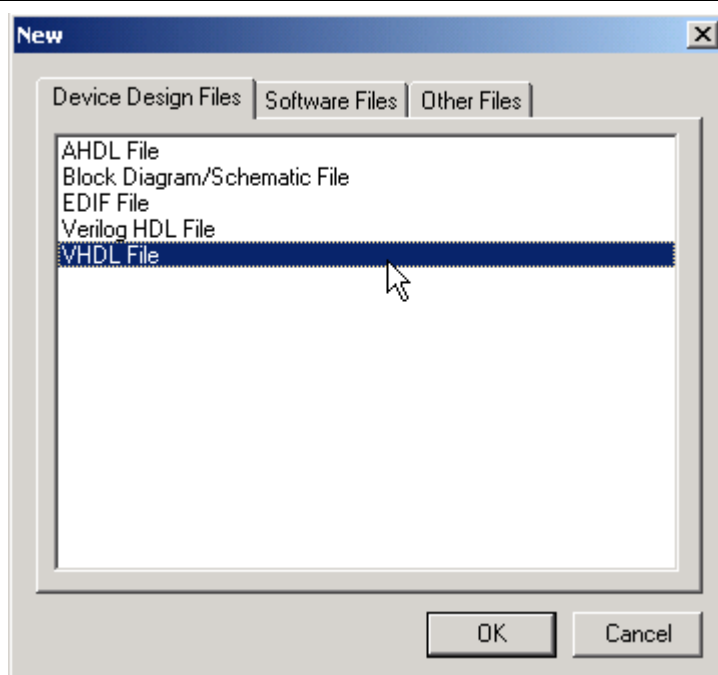 New
Device Design Files Software Files Other Files
AHDL File
Block Diagram/Schematic File
EDIF File
Verilog HDL File
VHDL File
OK Cancel